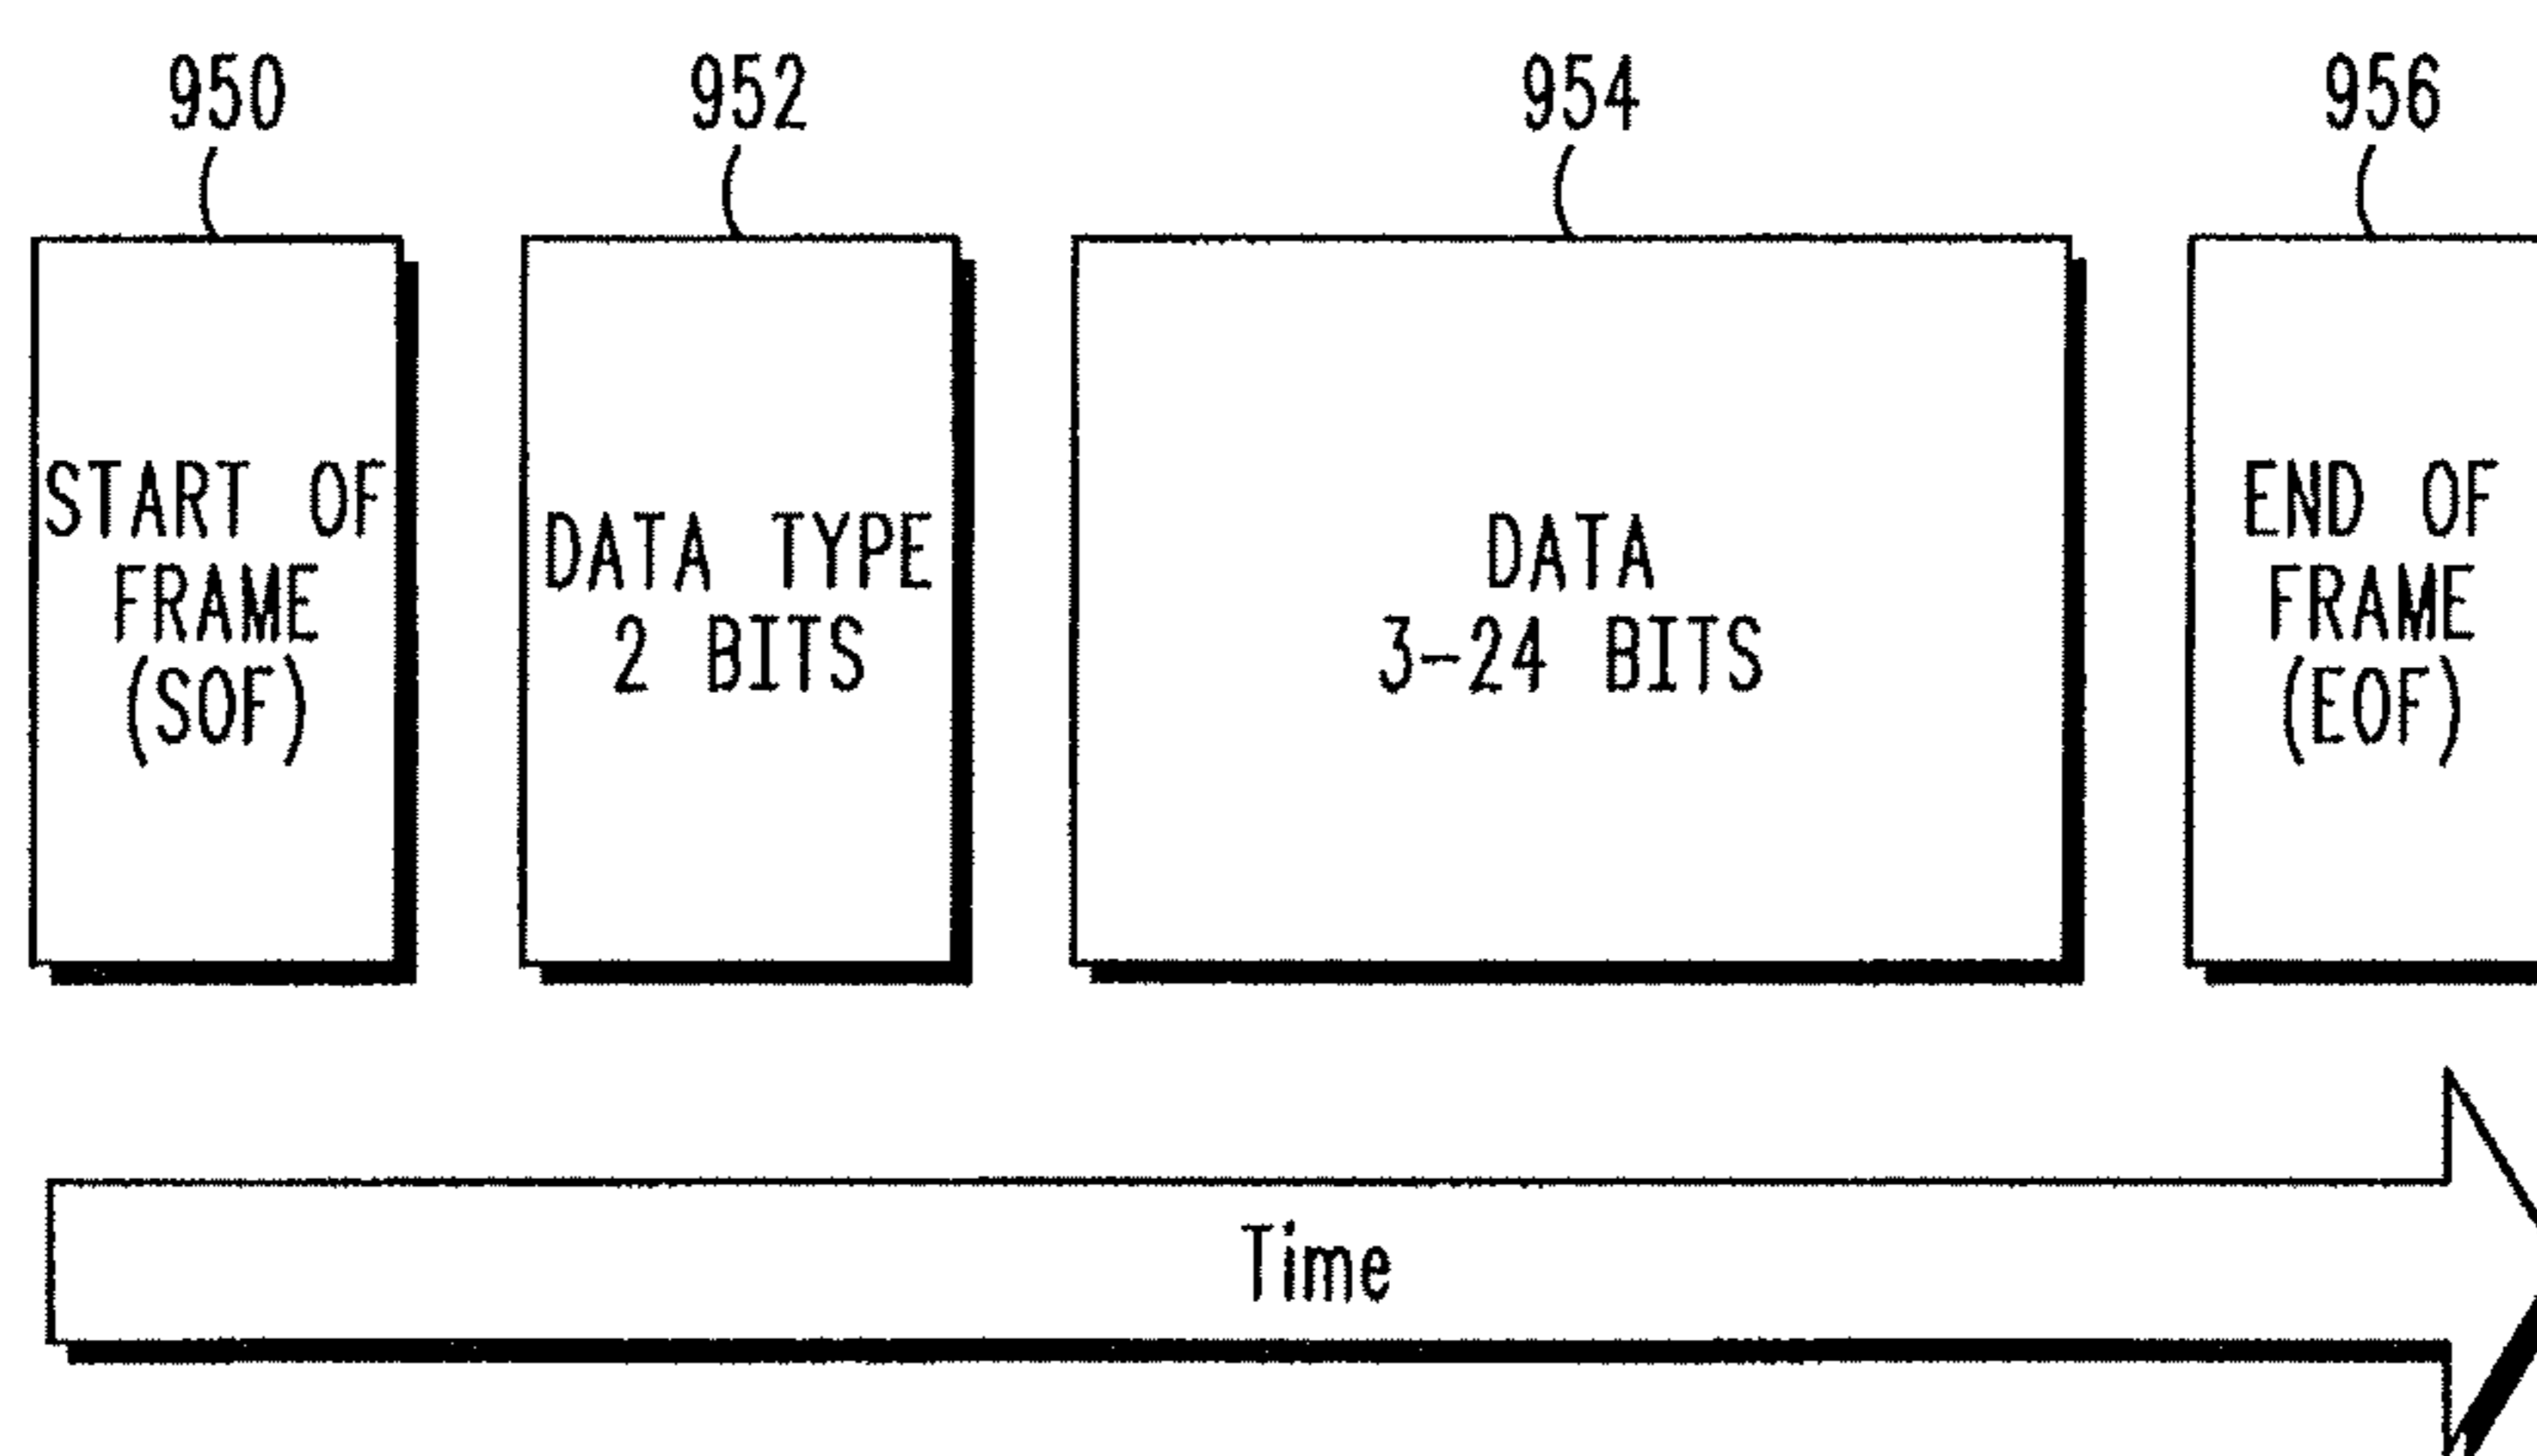 950
952
954
956
START OF
FRAME
(SOF)
DATA TYPE
2 BITS
DATA
3-24 BITS
END OF
FRAME
(EOF)
Time